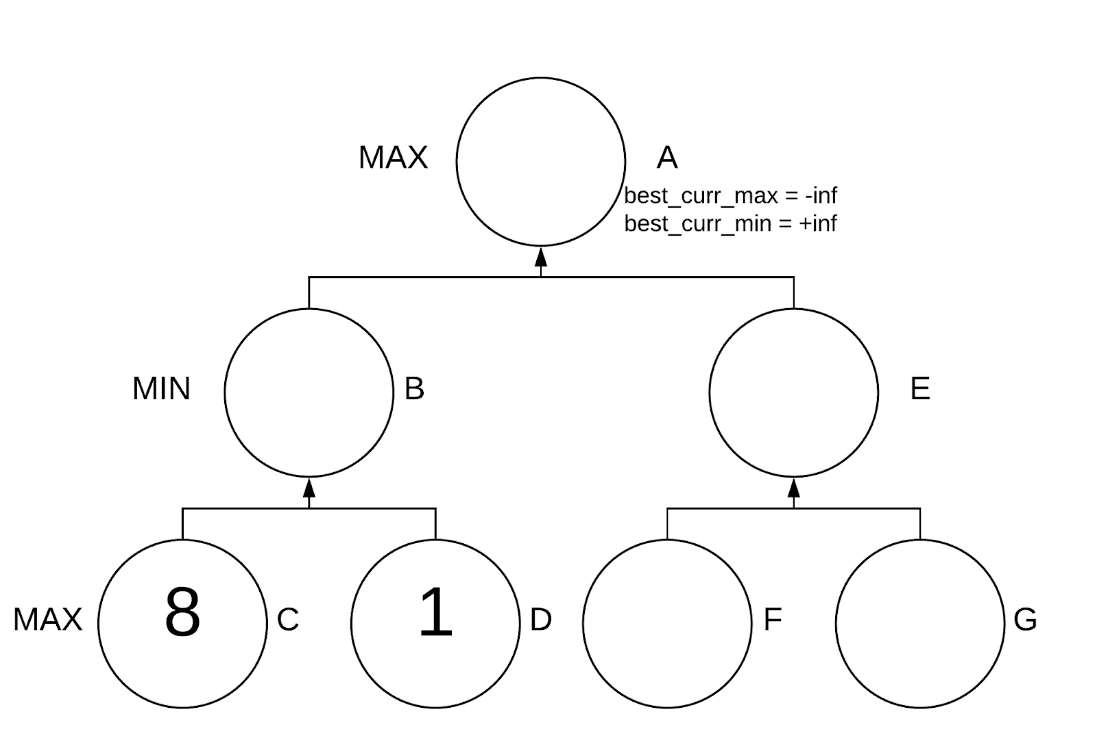 MAX A
best_curr_max = -inf
best_curr_min = +inf
MIN B E
MAX 8 C 1 D F G